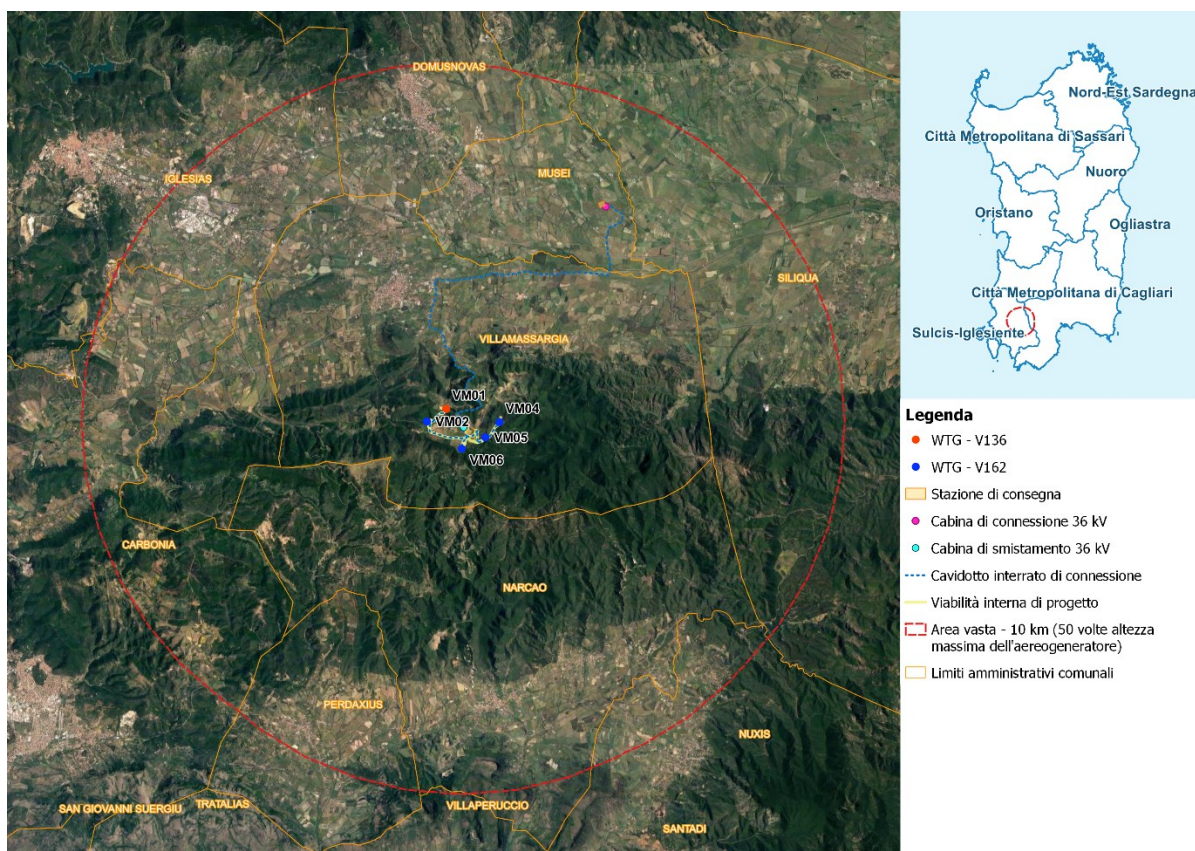 DOMUSNOVAS
IGLESIAS
MUSEI
SILIQUA
VILLAMASSARGIA
VM01
VM02
VM04
VM05
VM06
CARBONIA
NARCAO
PERDAXIUS
NUXIS
SAN GIOVANNI SUERGIU
TRATALIAS
VILLAPERUCCIO
SANTADI
Nord-Est Sardegna
Città Metropolitana di Sassari
Nuoro
Oristano
Ogliastra
Città Metropolitana di Cagliari
Sulcis-Iglesiente
Legenda
WTG - V136
WTG - V162
Stazione di consegna
Cabina di connessione 36 kV
Cabina di smistamento 36 kV
Cavidotto interrato di connessione
Viabilità interna di progetto
Area vasta - 10 km (50 volte altezza
massima dell'aereogeneratore)
Limiti amministrativi comunali